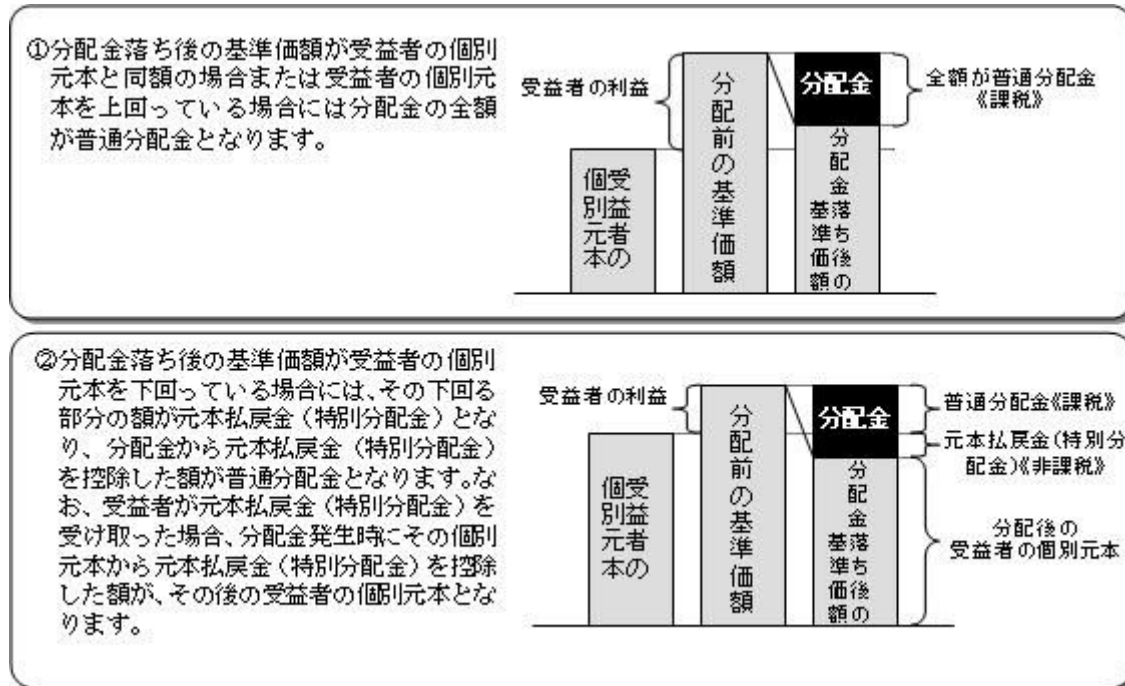 ①分配金落ち後の基準価額が受益者の個別
元本と同額の場合または受益者の個別元
本を上回っている場合には分配金の全額
が普通分配金となります。
受益者の利益
受益者の
個別元本
分配前の基準価額
分配金
分配金落ち後の
基準価額
全額が普通分配金
《課税》
②分配金落ち後の基準価額が受益者の個別
元本を下回っている場合には、その下回る
部分の額が元本払戻金（特別分配金）とな
り、分配金から元本払戻金（特別分配金）
を控除した額が普通分配金となります。な
お、受益者が元本払戻金（特別分配金）を
受け取った場合、分配金発生時にその個別
元本から元本払戻金（特別分配金）を控除
した額が、その後の受益者の個別元本とな
ります。
受益者の利益
受益者の
個別元本
分配前の基準価額
分配金
分配金落ち後の
基準価額
普通分配金《課税》
元本払戻金(特別分
配金)《非課税》
分配後の
受益者の個別元本